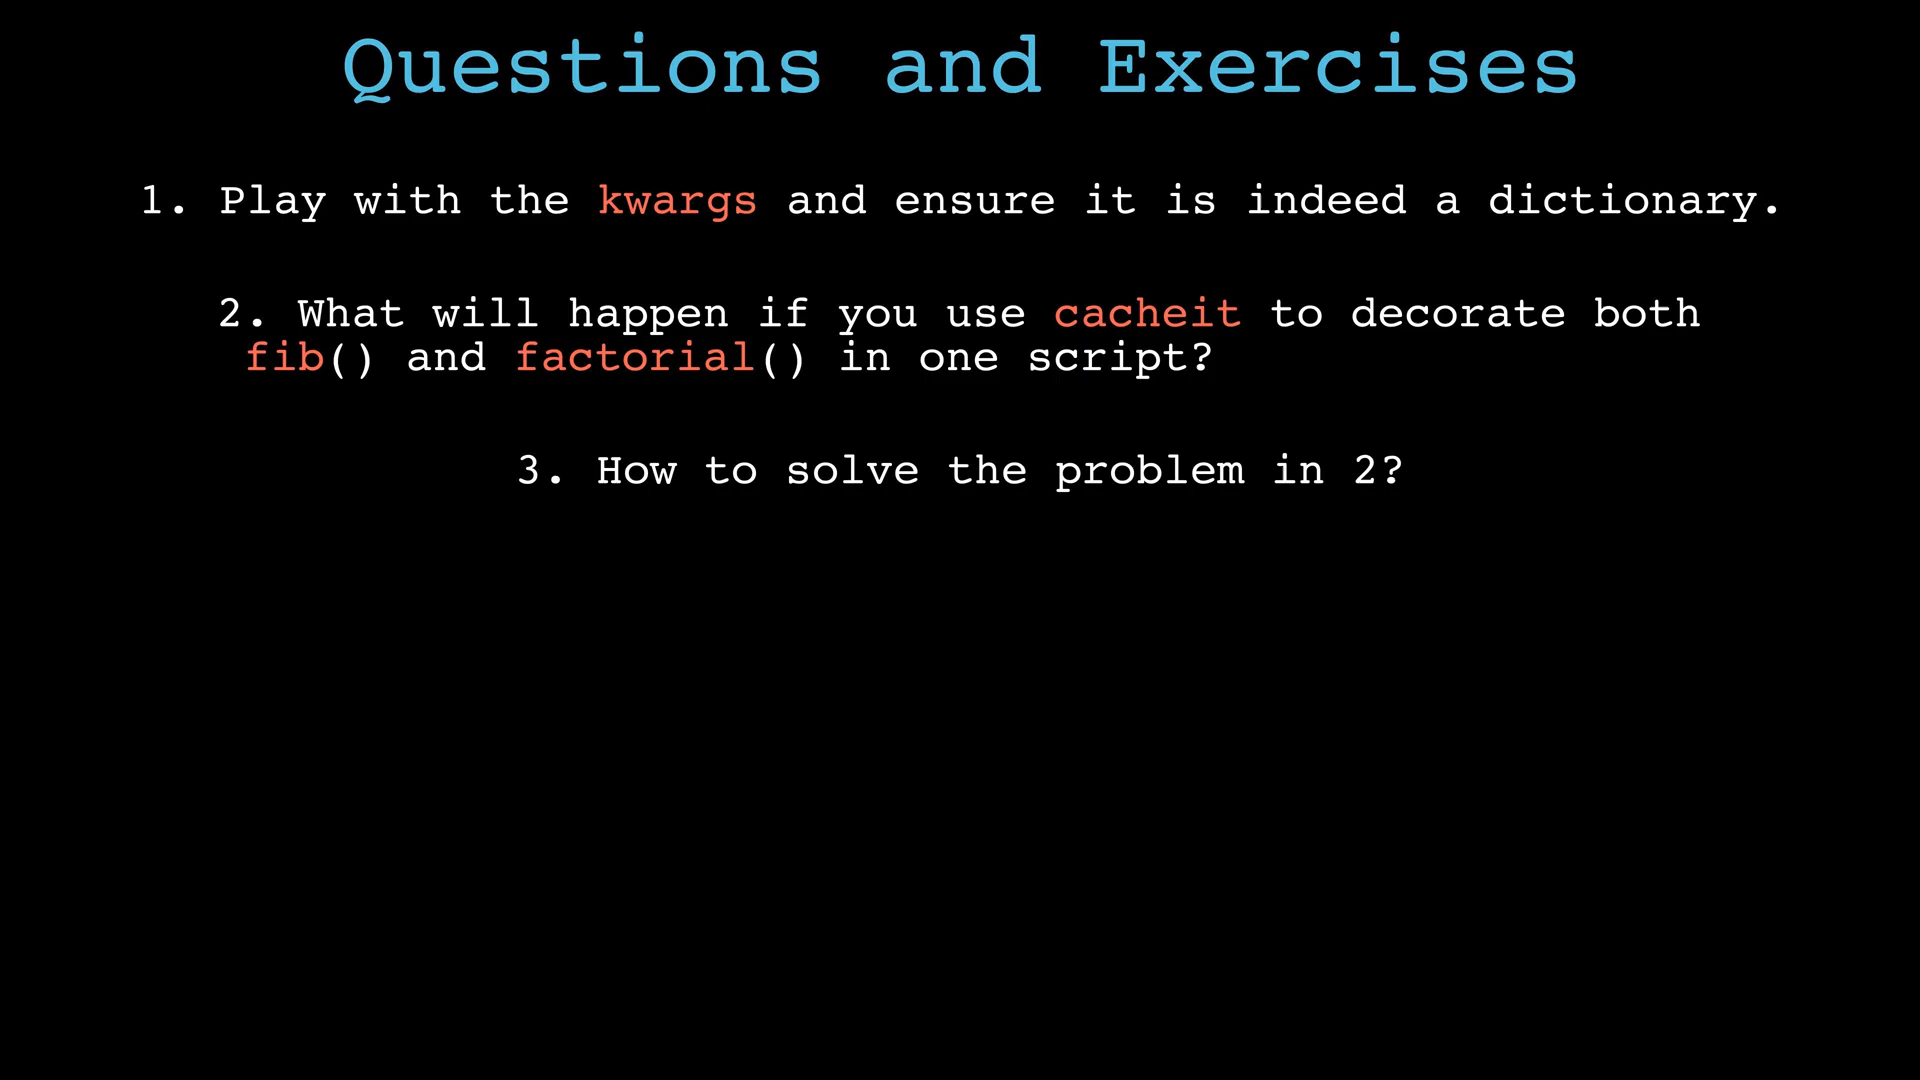 Questions and Exercises
1. Play with the kwargs and ensure it is indeed a dictionary.
2. What will happen if you use cacheit to decorate both
fib() and factorial() in one script?
3. How to solve the problem in 2?